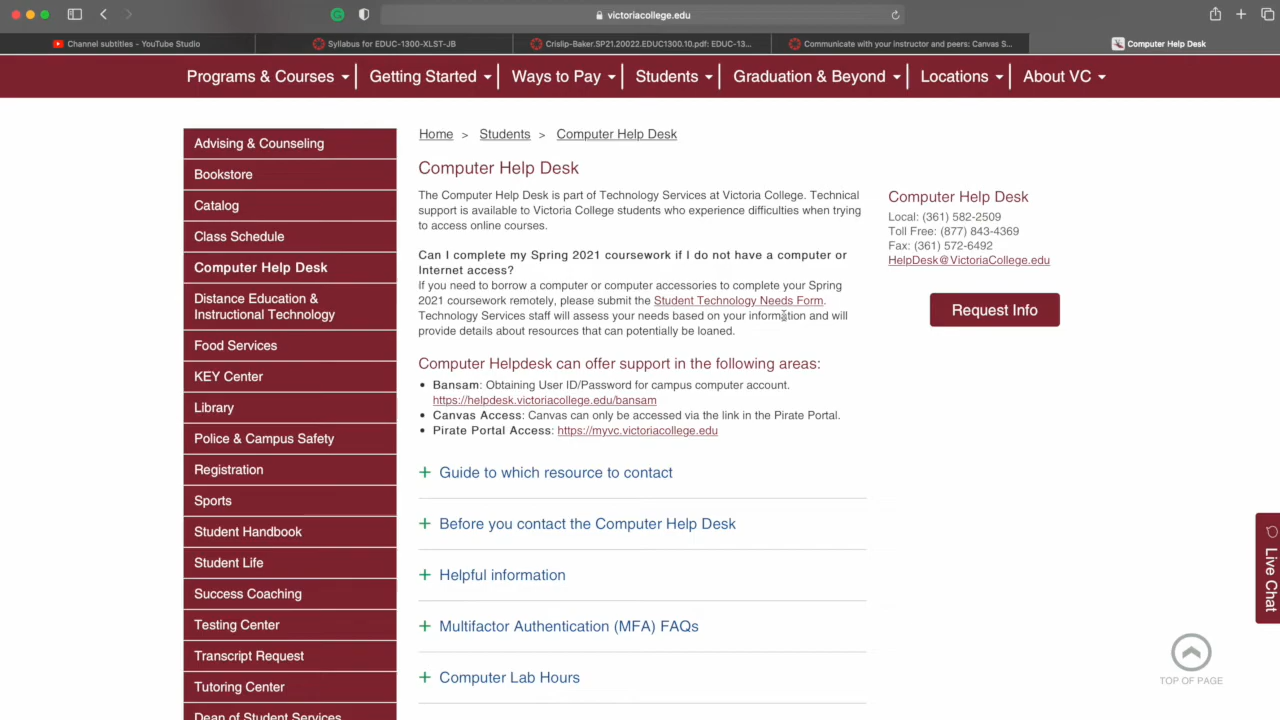 victoriacollege.edu
Channel subtitles - YouTube Studio
Syllabus for EDUC-1300-XLST-JB
Crislip-Baker.SP21.20022.EDUC1300.10.pdf: EDUC-13...
Communicate with your instructor and peers: Canvas S...
Computer Help Desk
Programs & Courses
Getting Started
Ways to Pay
Students
Graduation & Beyond
Locations
About VC
Advising & Counseling
Bookstore
Catalog
Class Schedule
Computer Help Desk
Distance Education &
Instructional Technology
Food Services
KEY Center
Library
Police & Campus Safety
Registration
Sports
Student Handbook
Student Life
Success Coaching
Testing Center
Transcript Request
Tutoring Center
Dean of Student Services
Home > Students > Computer Help Desk
Computer Help Desk
The Computer Help Desk is part of Technology Services at Victoria College. Technical
support is available to Victoria College students who experience difficulties when trying
to access online courses.
Can I complete my Spring 2021 coursework if I do not have a computer or
Internet access?
If you need to borrow a computer or computer accessories to complete your Spring
2021 coursework remotely, please submit the Student Technology Needs Form.
Technology Services staff will assess your needs based on your information and will
provide details about resources that can potentially be loaned.
Computer Helpdesk can offer support in the following areas:
• Bansam: Obtaining User ID/Password for campus computer account.
https://helpdesk.victoriacollege.edu/bansam
• Canvas Access: Canvas can only be accessed via the link in the Pirate Portal.
• Pirate Portal Access: https://myvc.victoriacollege.edu
+ Guide to which resource to contact
+ Before you contact the Computer Help Desk
+ Helpful information
+ Multifactor Authentication (MFA) FAQs
+ Computer Lab Hours
Computer Help Desk
Local: (361) 582-2509
Toll Free: (877) 843-4369
Fax: (361) 572-6492
HelpDesk@VictoriaCollege.edu
Request Info
Live Chat
TOP OF PAGE